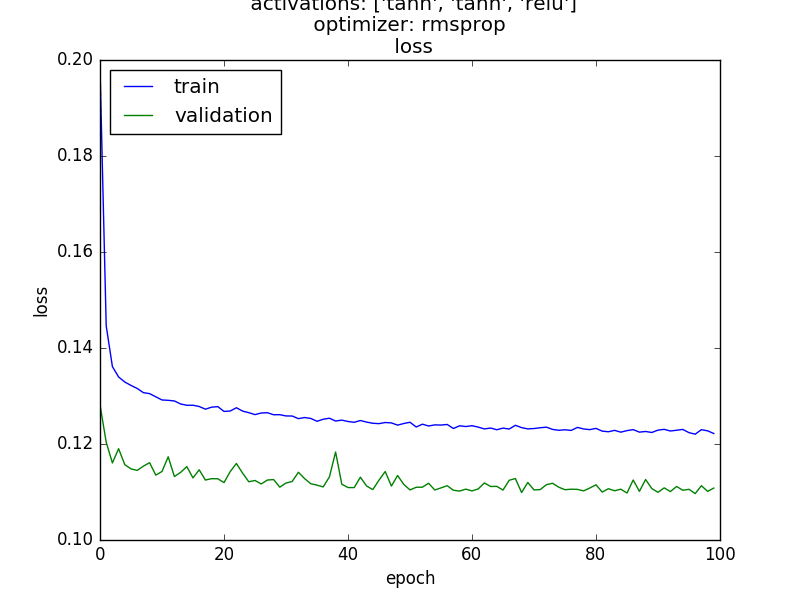 activations: ['tanh', 'tanh', 'relu']
optimizer: rmsprop
loss
train
validation
0.20
0.18
0.16
0.14
0.12
0.10
loss
0 20 40 60 80 100
epoch